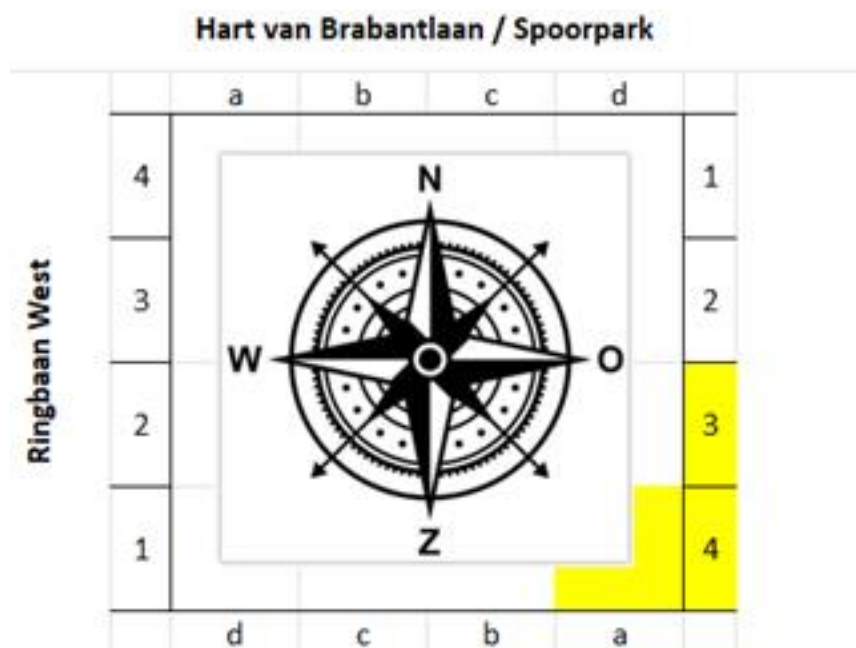 Hart van Brabantlaan / Spoorpark
a b c d
4 N 1
3 2
Ringbaan West
W O
2 3
1 Z 4
d c b a